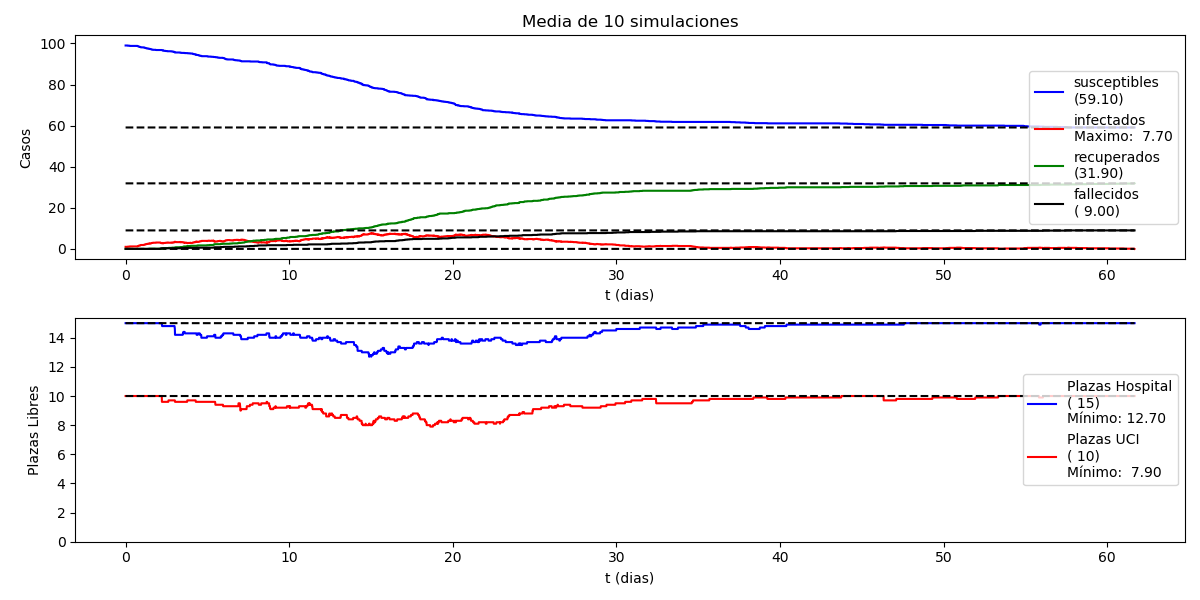 Media de 10 simulaciones
Casos
100
80
60
40
20
0
susceptibles
(59.10)
infectados
Maximo:  7.70
recuperados
(31.90)
fallecidos
( 9.00)
0 10 20 30 40 50 60
t (dias)
Plazas Libres
14
12
10
8
6
4
2
0
Plazas Hospital
( 15)
Mínimo: 12.70
Plazas UCI
( 10)
Mínimo:  7.90
0 10 20 30 40 50 60
t (dias)